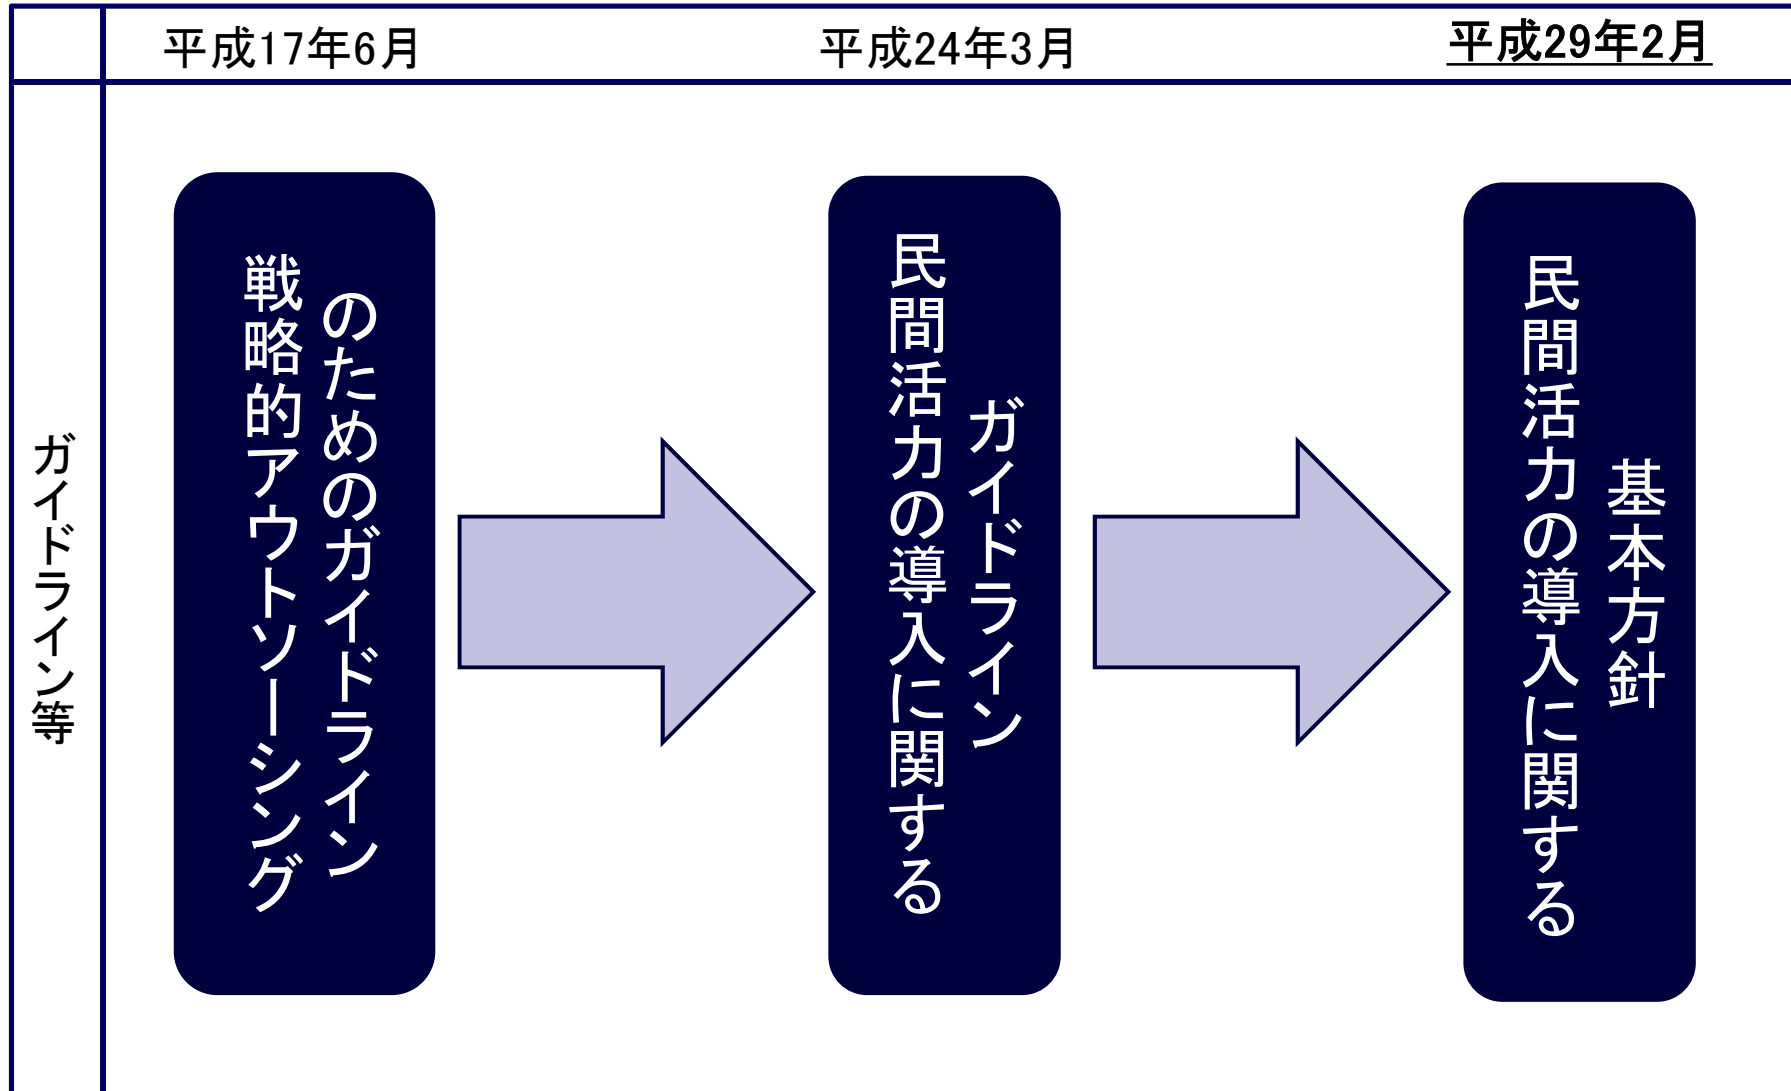 平成17年6月
平成24年3月
平成29年2月
ガイドライン等
戦略的アウトソーシング
のためのガイドライン
民間活力の導入に関する
ガイドライン
民間活力の導入に関する
基本方針